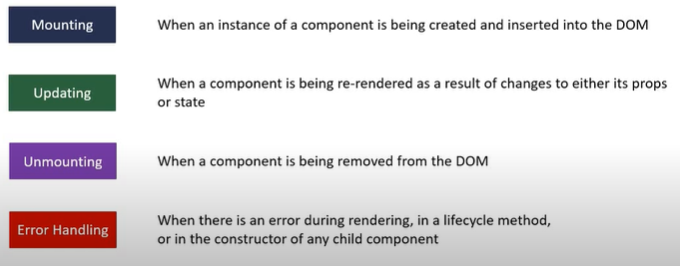 Mounting
When an instance of a component is being created and inserted into the DOM
Updating
When a component is being re-rendered as a result of changes to either its props
or state
Unmounting
When a component is being removed from the DOM
Error Handling
When there is an error during rendering, in a lifecycle method,
or in the constructor of any child component